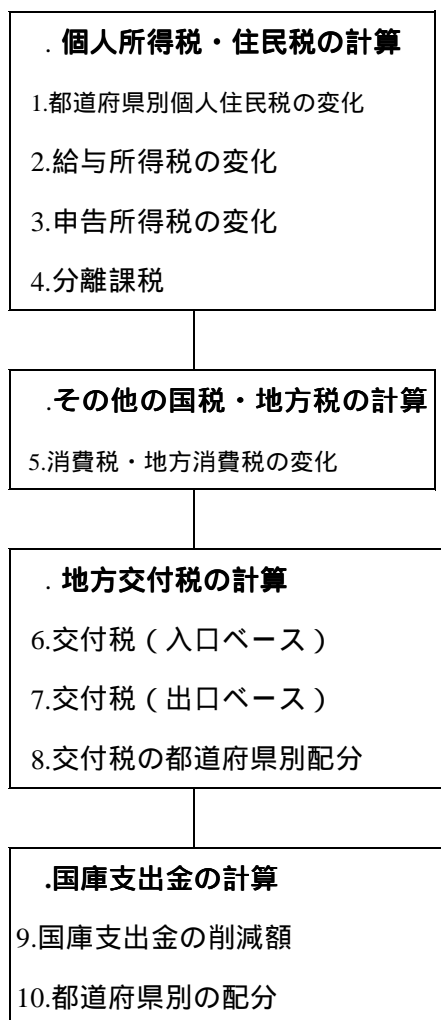 . 個人所得税・住民税の計算
1.都道府県別個人住民税の変化
2.給与所得税の変化
3.申告所得税の変化
4.分離課税
.その他の国税・地方税の計算
5.消費税・地方消費税の変化
. 地方交付税の計算
6.交付税（入口ベース）
7.交付税（出口ベース）
8.交付税の都道府県別配分
.国庫支出金の計算
9.国庫支出金の削減額
10.都道府県別の配分